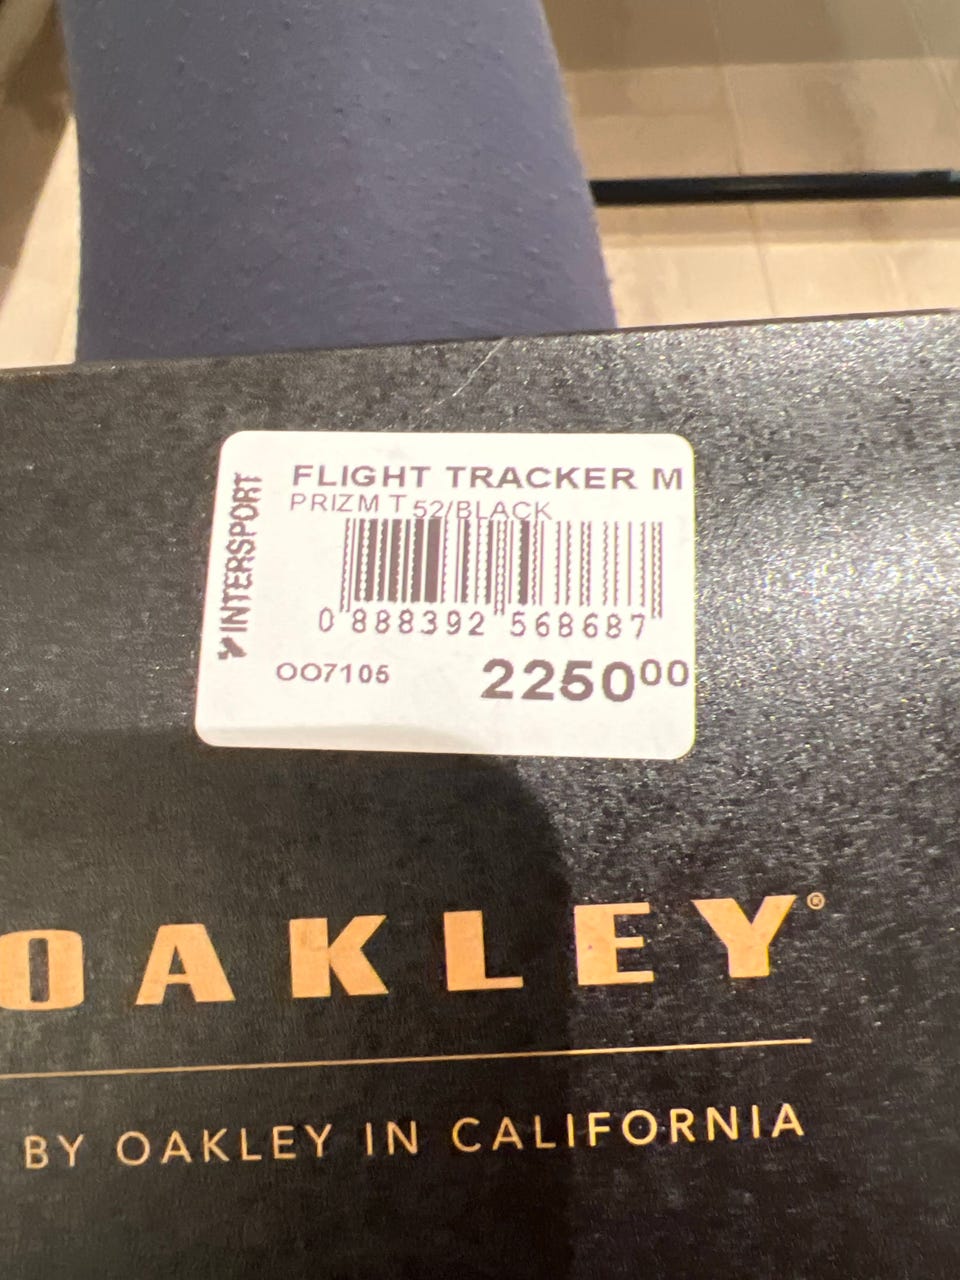 INTERSPORT
FLIGHT TRACKER M
PRIZM T 52/BLACK
0 888392 568687
OO7105
2250⁰⁰
OAKLEY®
BY OAKLEY IN CALIFORNIA